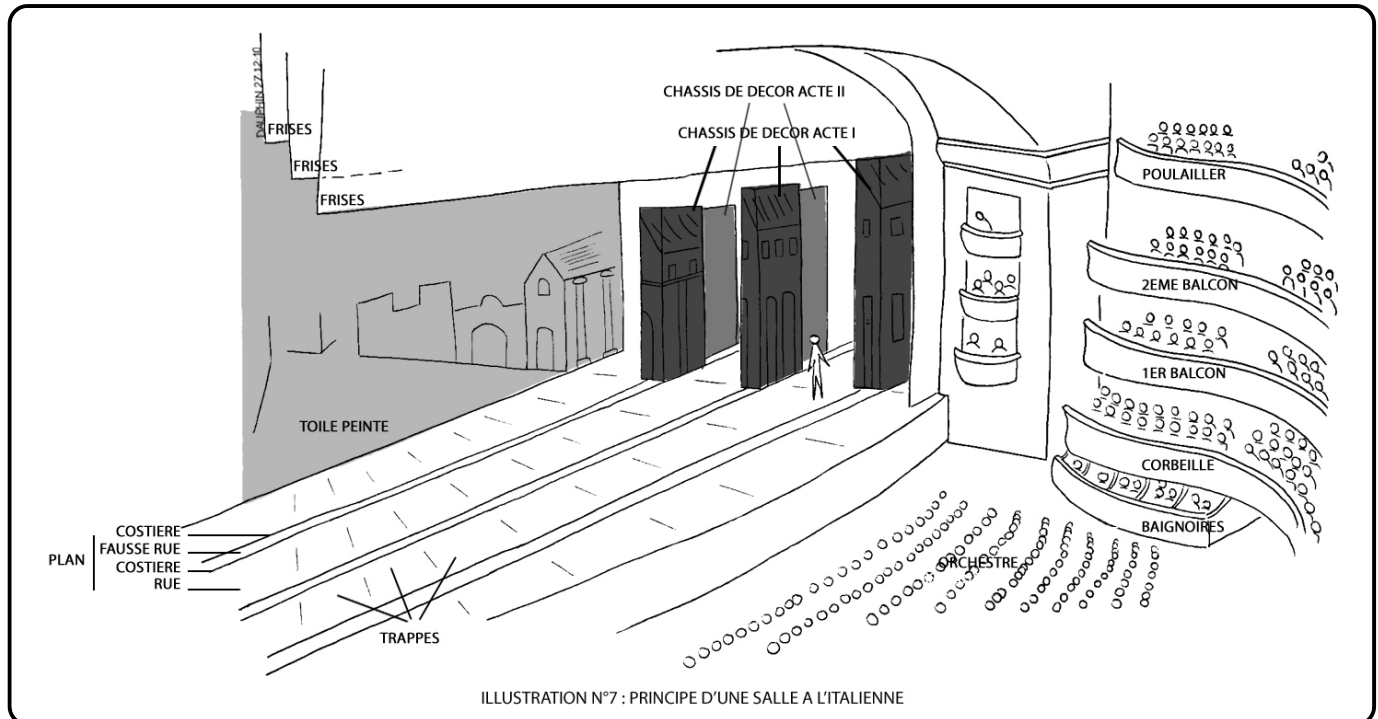 DAUPHIN 27 12 10
FRISES
FRISES
FRISES
CHASSIS DE DECOR ACTE II
CHASSIS DE DECOR ACTE I
POULAILLER
2EME BALCON
1ER BALCON
CORBEILLE
BAIGNOIRES
ORCHESTRE
TOILE PEINTE
PLAN
COSTIERE
FAUSSE RUE
COSTIERE
RUE
TRAPPES
ILLUSTRATION N°7 : PRINCIPE D'UNE SALLE A L'ITALIENNE